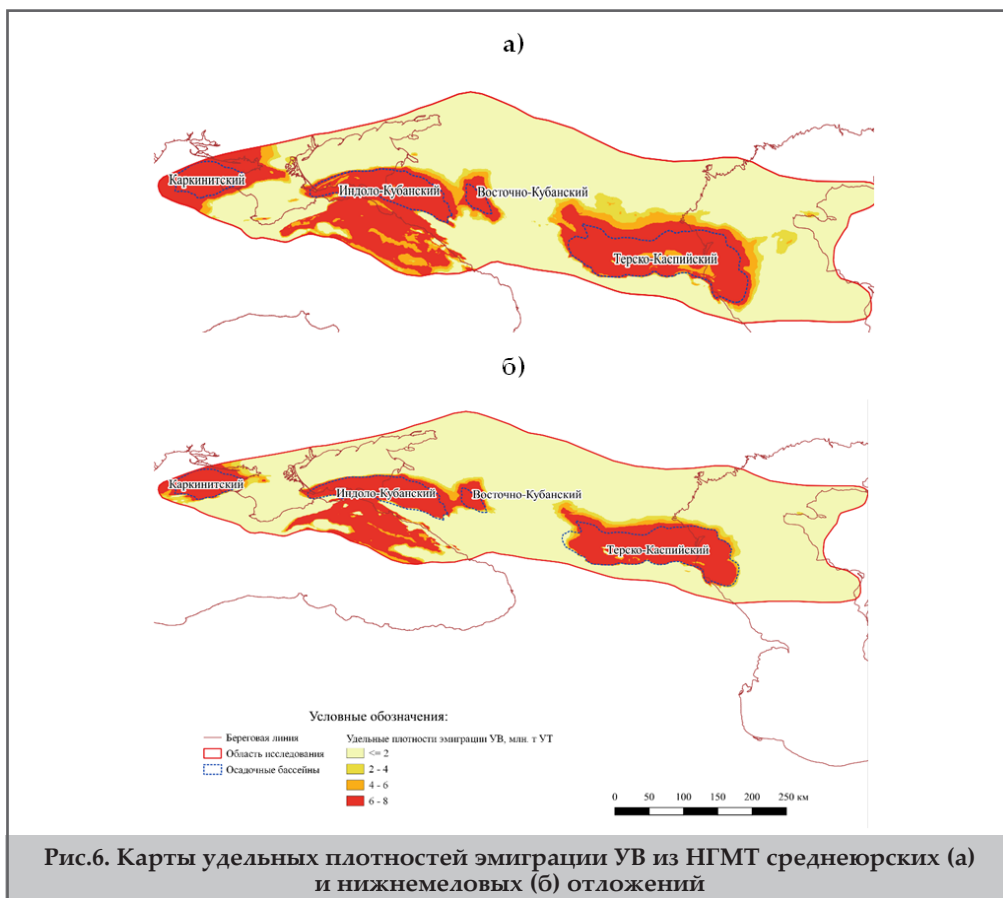 а)
Каркинитский
Индоло-Кубанский
Восточно-Кубанский
Терско-Каспийский
б)
Каркинитский
Индоло-Кубанский
Восточно-Кубанский
Терско-Каспийский
Условные обозначения:
Береговая линия
Область исследования
Осадочные бассейны
Удельные плотности эмиграции УВ, млн. т УТ
<= 2
2 - 4
4 - 6
6 - 8
0 50 100 150 200 250 км
Рис.6. Карты удельных плотностей эмиграции УВ из НГМТ среднеюрских (а)
и нижнемеловых (б) отложений